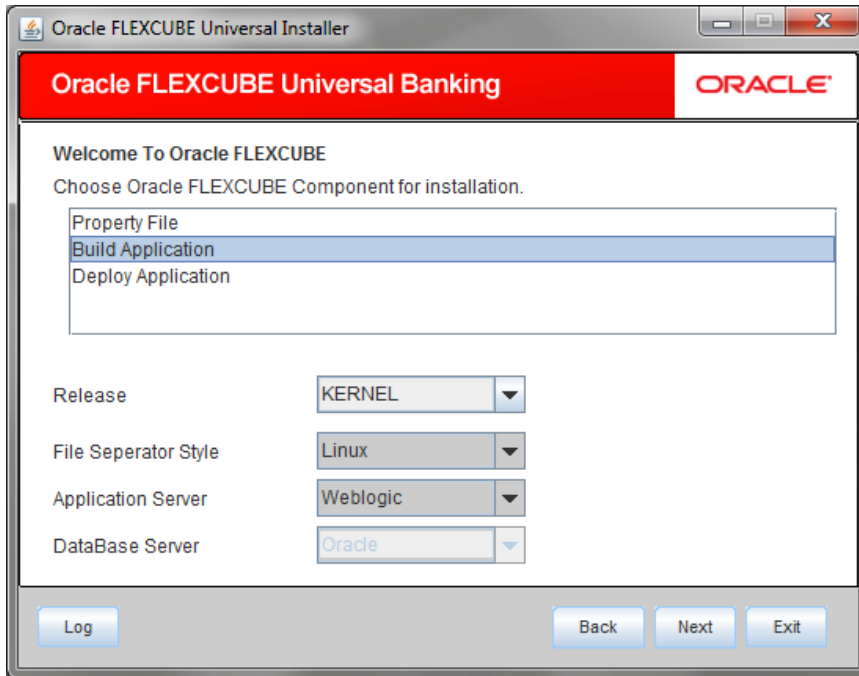 Oracle FLEXCUBE Universal Installer
Oracle FLEXCUBE Universal Banking
ORACLE
Welcome To Oracle FLEXCUBE
Choose Oracle FLEXCUBE Component for installation.
Property File
Build Application
Deploy Application
Release KERNEL
File Seperator Style Linux
Application Server Weblogic
DataBase Server Oracle
Log Back Next Exit